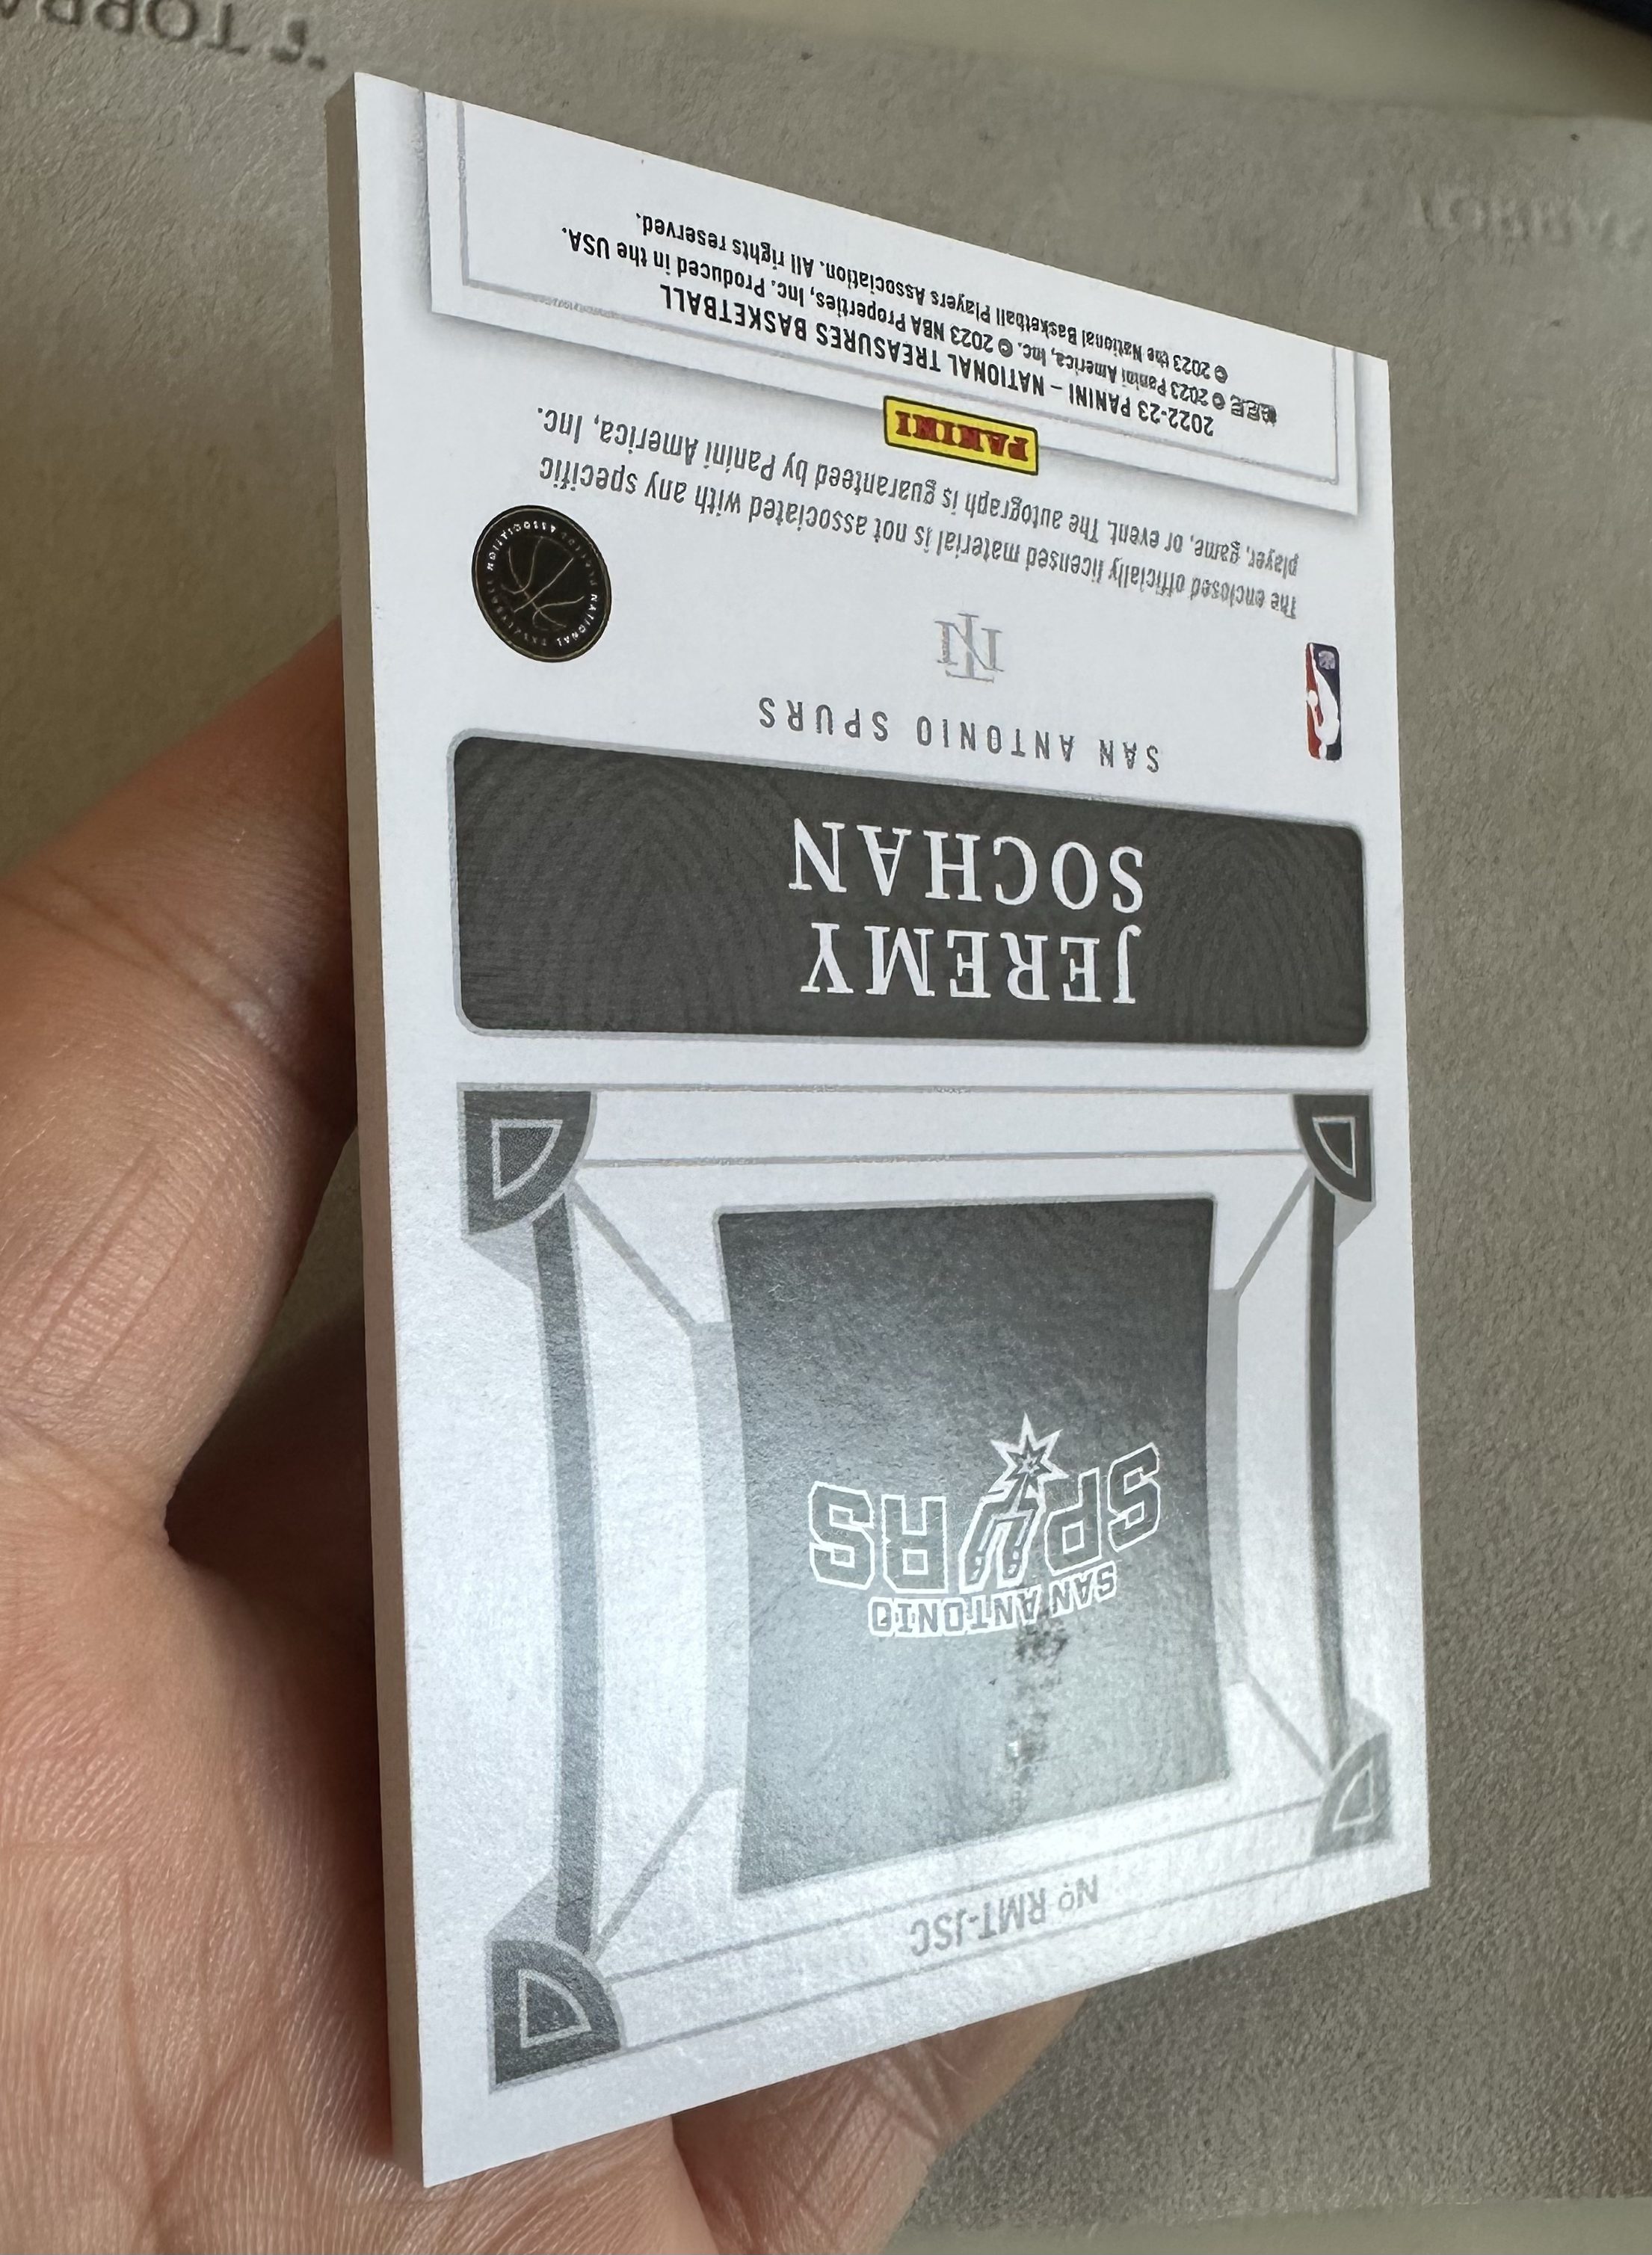 Nº RMT-JSC
SAN ANTONIO
SPURS
JEREMY
SOCHAN
SAN ANTONIO SPURS
The enclosed officially licensed material is not associated with any specific
player, game, or event. The autograph is guaranteed by Panini America, Inc.
PANINI
2022-23 PANINI – NATIONAL TREASURES BASKETBALL
© 2023 Panini America, Inc. © 2023 NBA Properties, Inc. Produced in the USA.
© 2023 the National Basketball Players Association. All rights reserved.